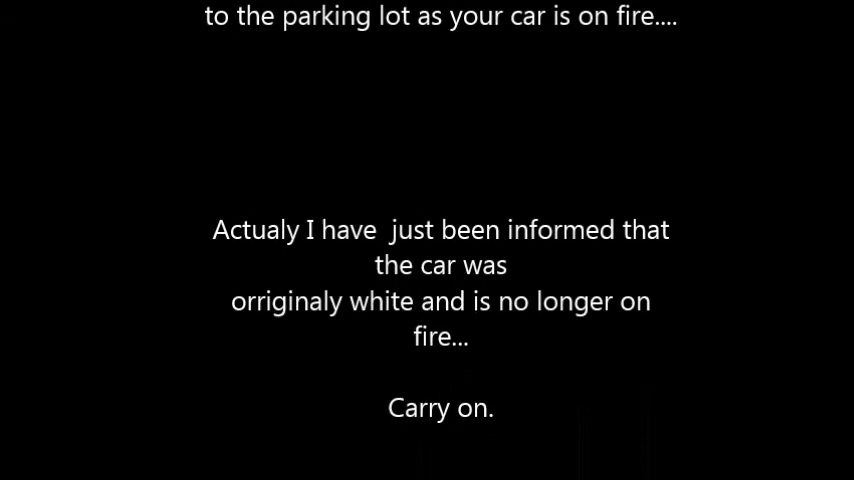 to the parking lot as your car is on fire....
Actualy I have  just been informed that
the car was
orriginaly white and is no longer on
fire...
Carry on.